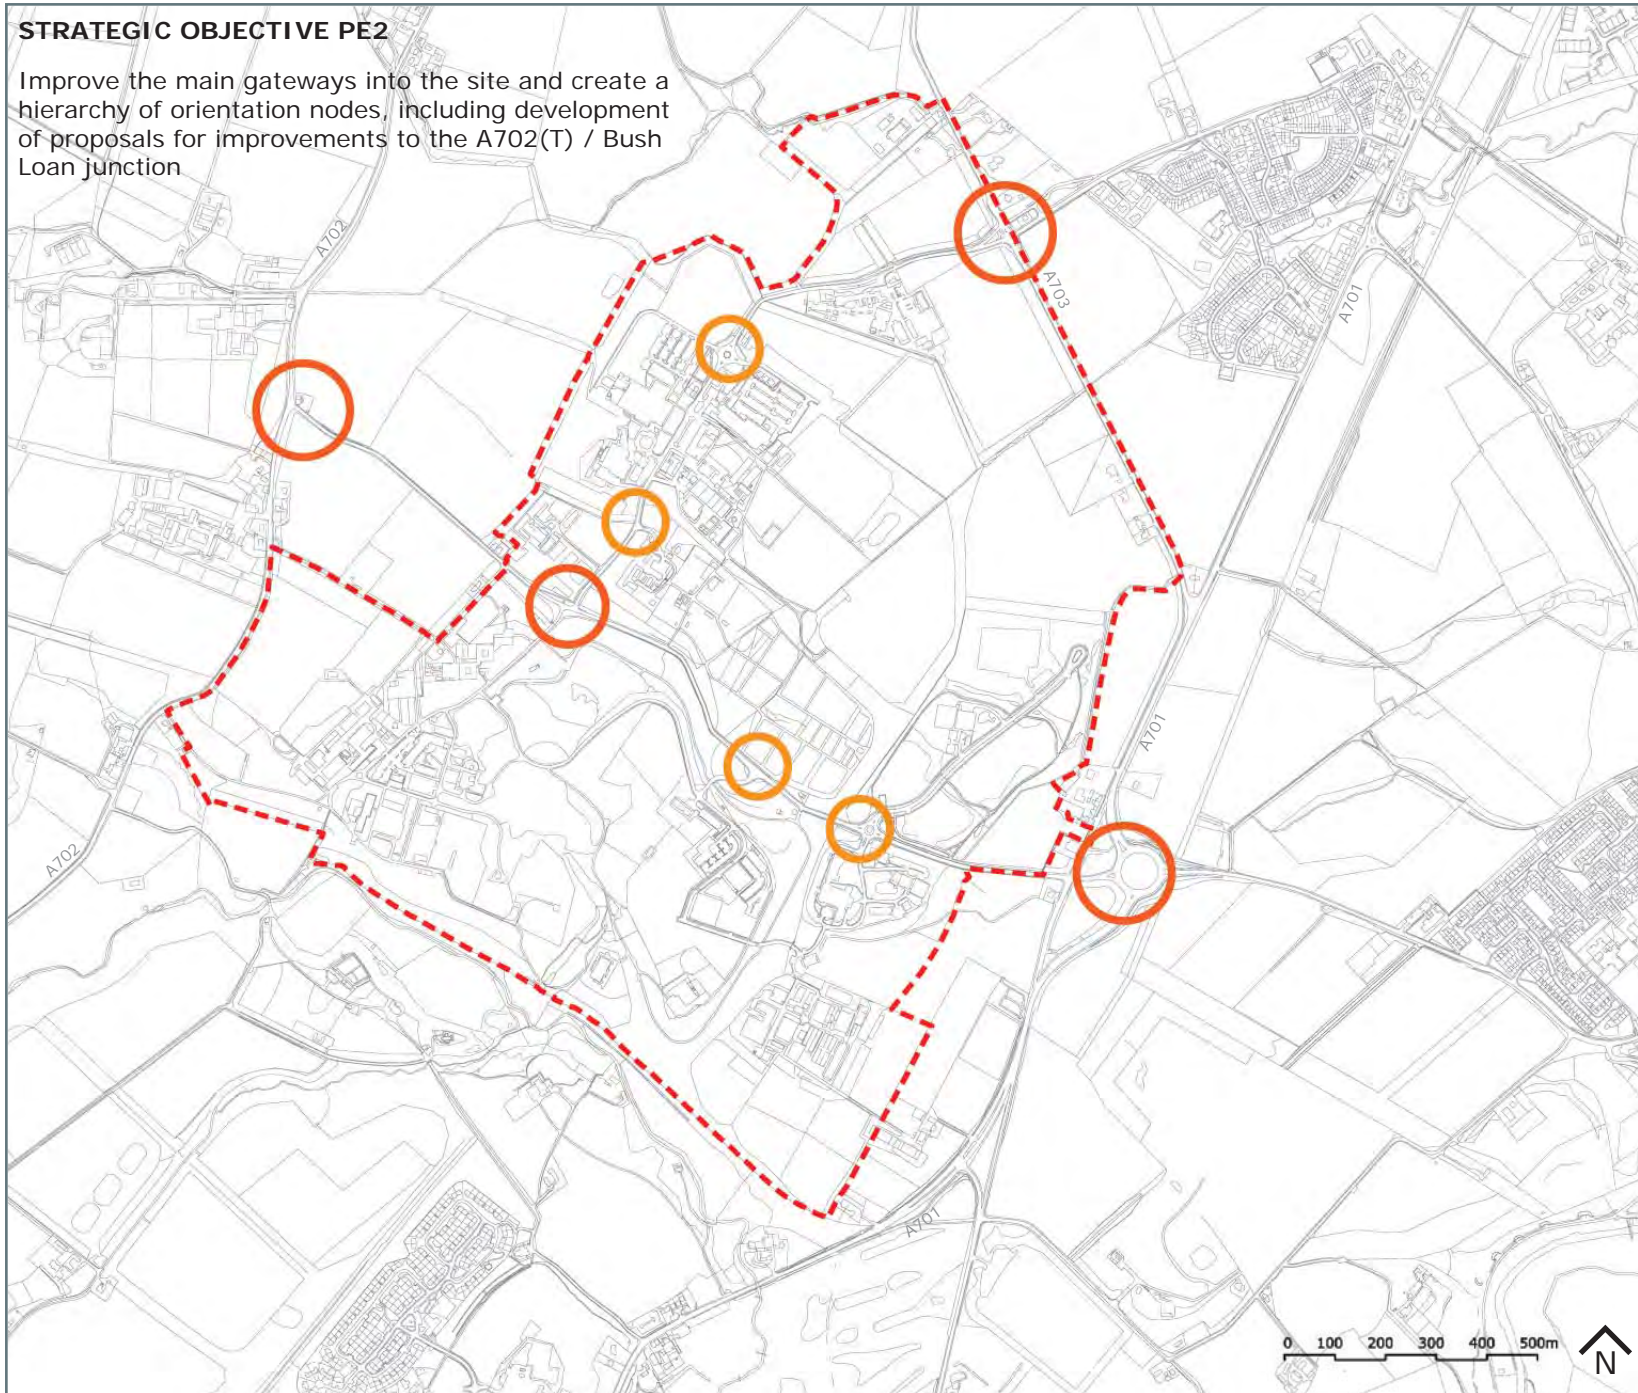 STRATEGIC OBJECTIVE PE2
Improve the main gateways into the site and create a
hierarchy of orientation nodes, including development
of proposals for improvements to the A702(T) / Bush
Loan junction
A702
A703
A701
A701
A702
A701
0 100 200 300 400 500m
N